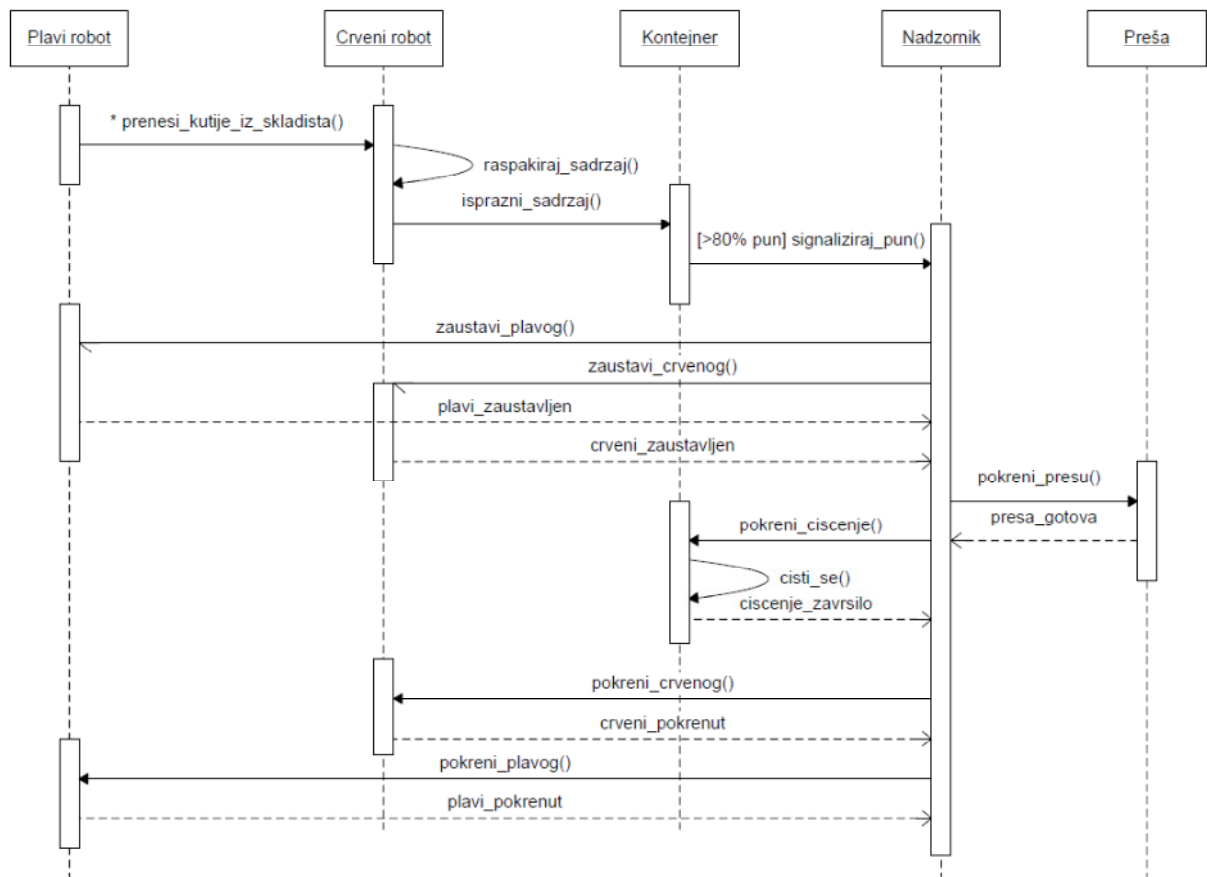 Plavi robot
Crveni robot
Kontejner
Nadzornik
Preša
* prenesi_kutije_iz_skladista()
raspakiraj_sadrzaj()
isprazni_sadrzaj()
[>80% pun] signaliziraj_pun()
zaustavi_plavog()
zaustavi_crvenog()
plavi_zaustavljen
crveni_zaustavljen
pokreni_presu()
presa_gotova
pokreni_ciscenje()
cisti_se()
ciscenje_zavrsilo
pokreni_crvenog()
crveni_pokrenut
pokreni_plavog()
plavi_pokrenut